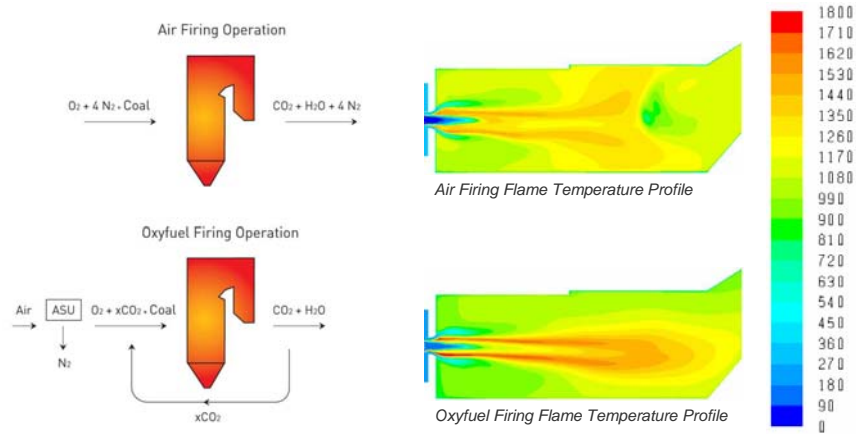 Air Firing Operation
O₂ + 4 N₂ + Coal
CO₂ + H₂O + 4 N₂
Air Firing Flame Temperature Profile
Oxyfuel Firing Operation
Air
ASU
O₂ + xCO₂ + Coal
CO₂ + H₂O
N₂
xCO₂
Oxyfuel Firing Flame Temperature Profile
1800
1710
1620
1530
1440
1350
1260
1170
1080
990
900
810
720
630
540
450
360
270
180
90
0